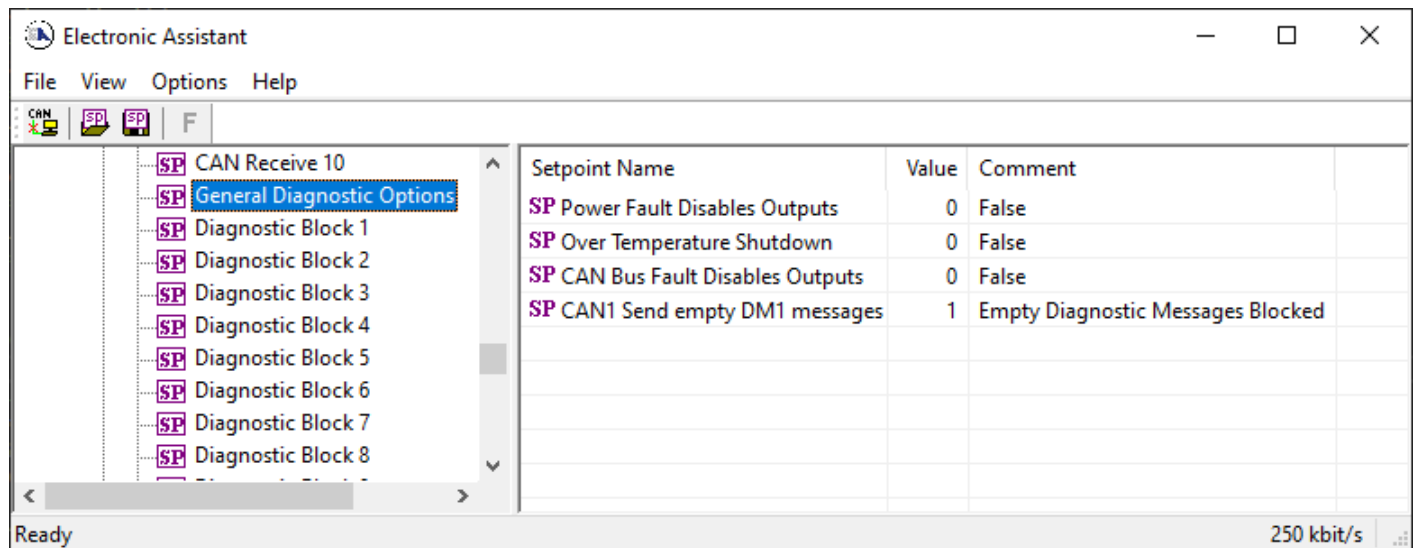 Electronic Assistant
File View Options Help
CAN SP SP F
SP CAN Receive 10
SP General Diagnostic Options
SP Diagnostic Block 1
SP Diagnostic Block 2
SP Diagnostic Block 3
SP Diagnostic Block 4
SP Diagnostic Block 5
SP Diagnostic Block 6
SP Diagnostic Block 7
SP Diagnostic Block 8
Setpoint Name Value Comment
SP Power Fault Disables Outputs 0 False
SP Over Temperature Shutdown 0 False
SP CAN Bus Fault Disables Outputs 0 False
SP CAN1 Send empty DM1 messages 1 Empty Diagnostic Messages Blocked
Ready 250 kbit/s